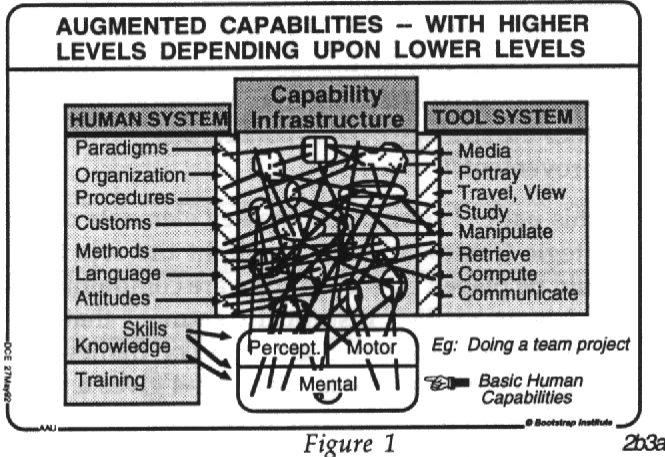 AUGMENTED CAPABILITIES – WITH HIGHER
LEVELS DEPENDING UPON LOWER LEVELS
Capability
Infrastructure
HUMAN SYSTEM
TOOL SYSTEM
Paradigms
Organization
Procedures
Customs
Methods
Language
Attitudes
Media
Portray
Travel, View
Study
Manipulate
Retrieve
Compute
Communicate
Skills
Knowledge
Training
Percept. Motor
Mental
Eg: Doing a team project
Basic Human
Capabilities
DCE 27May92
AAU
© Bootstrap Institute
Figure 1
2b3a